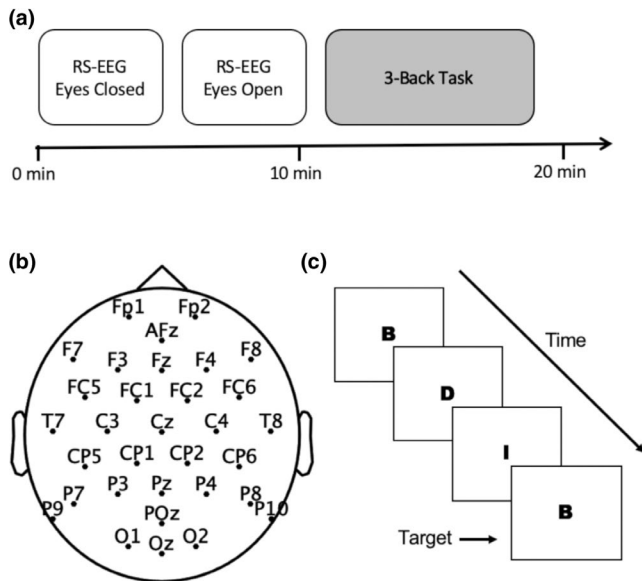 (a)
RS-EEG
Eyes Closed
RS-EEG
Eyes Open
3-Back Task
0 min
10 min
20 min
(b)
Fp1 Fp2
AFz
F7 F3 Fz F4 F8
FC5 FC1 FC2 FC6
T7 C3 Cz C4 T8
CP5 CP1 CP2 CP6
P9 P7 P3 Pz P4 P8 P10
POz
O1 Oz O2
(c)
B
D
I
B
Time
Target